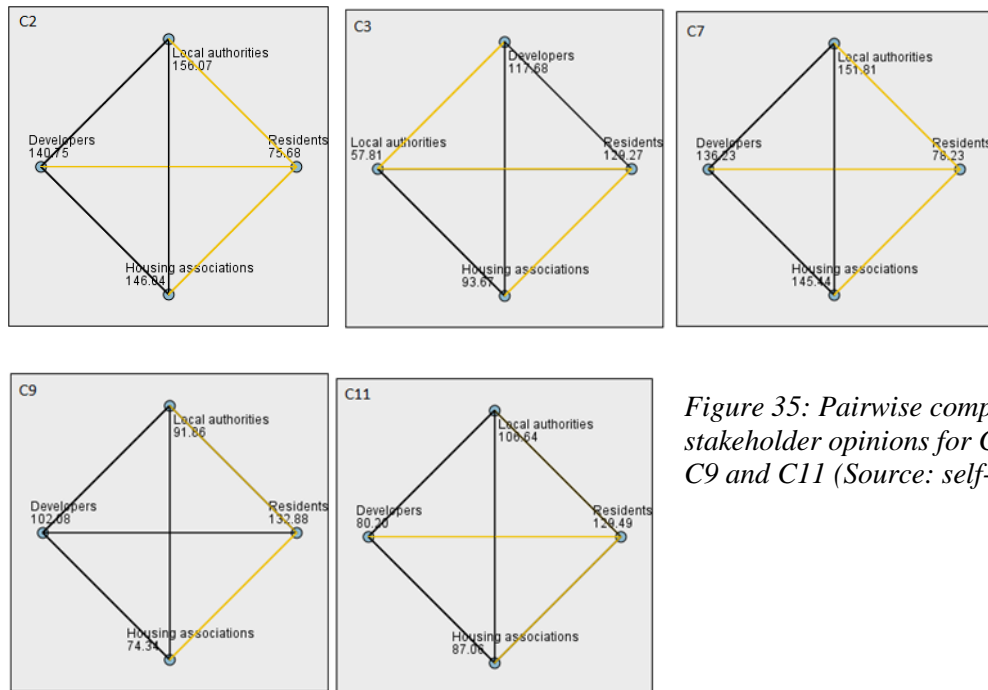 C2
Local authorities
156.07
Developers
140.75
Residents
75.68
Housing associations
146.04
C3
Developers
117.68
Local authorities
57.81
Residents
129.27
Housing associations
93.67
C7
Local authorities
151.81
Developers
136.23
Residents
78.23
Housing associations
145.44
C9
Local authorities
91.86
Developers
102.08
Residents
132.88
Housing associations
74.34
C11
Local authorities
106.64
Developers
80.20
Residents
129.49
Housing associations
87.06
Figure 35: Pairwise comp
stakeholder opinions for
C9 and C11 (Source: self-